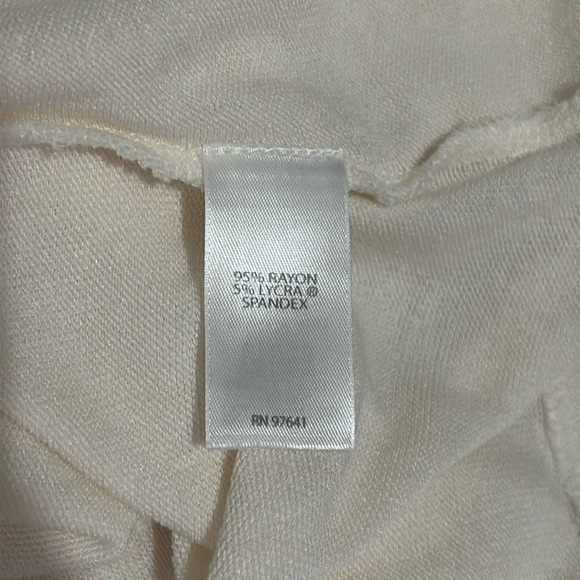 95% RAYON
5% LYCRA ®
SPANDEX
RN 97641